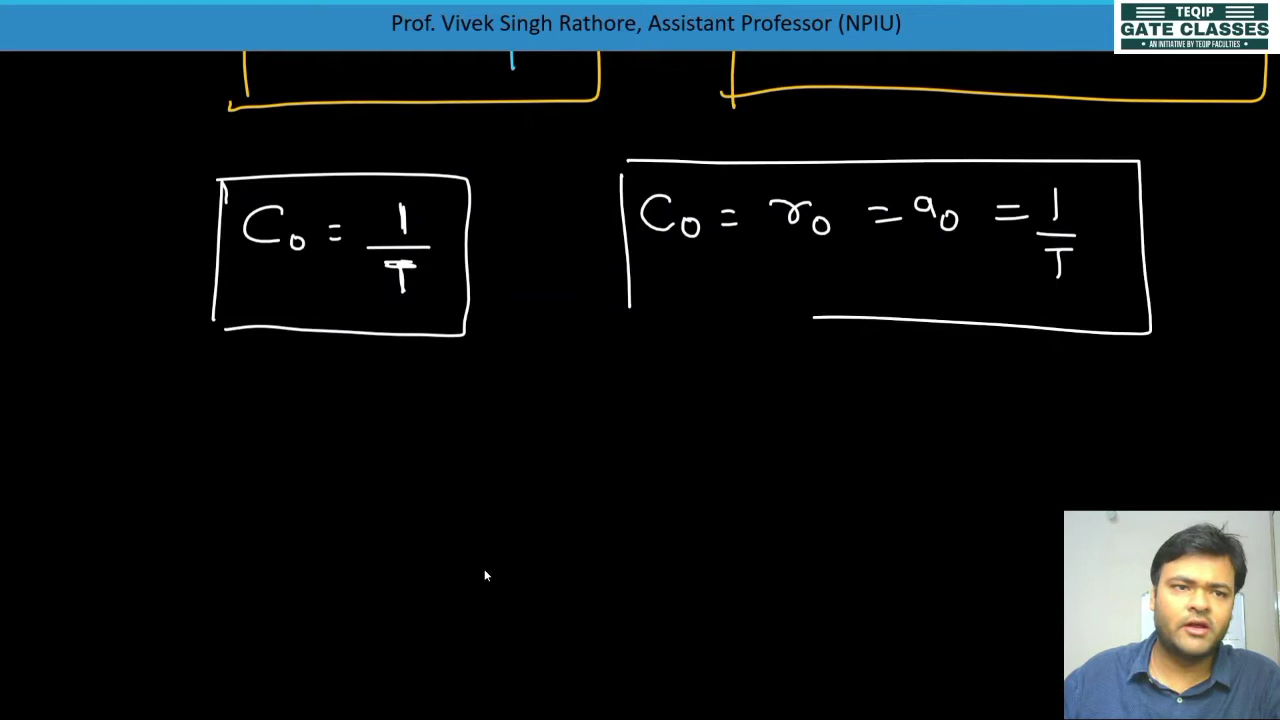 Prof. Vivek Singh Rathore, Assistant Professor (NPIU)
TEQIP
GATE CLASSES
AN INITIATIVE BY TEQIP FACULTIES
C₀ = 1/T
C₀ = r₀ = a₀ = 1/T